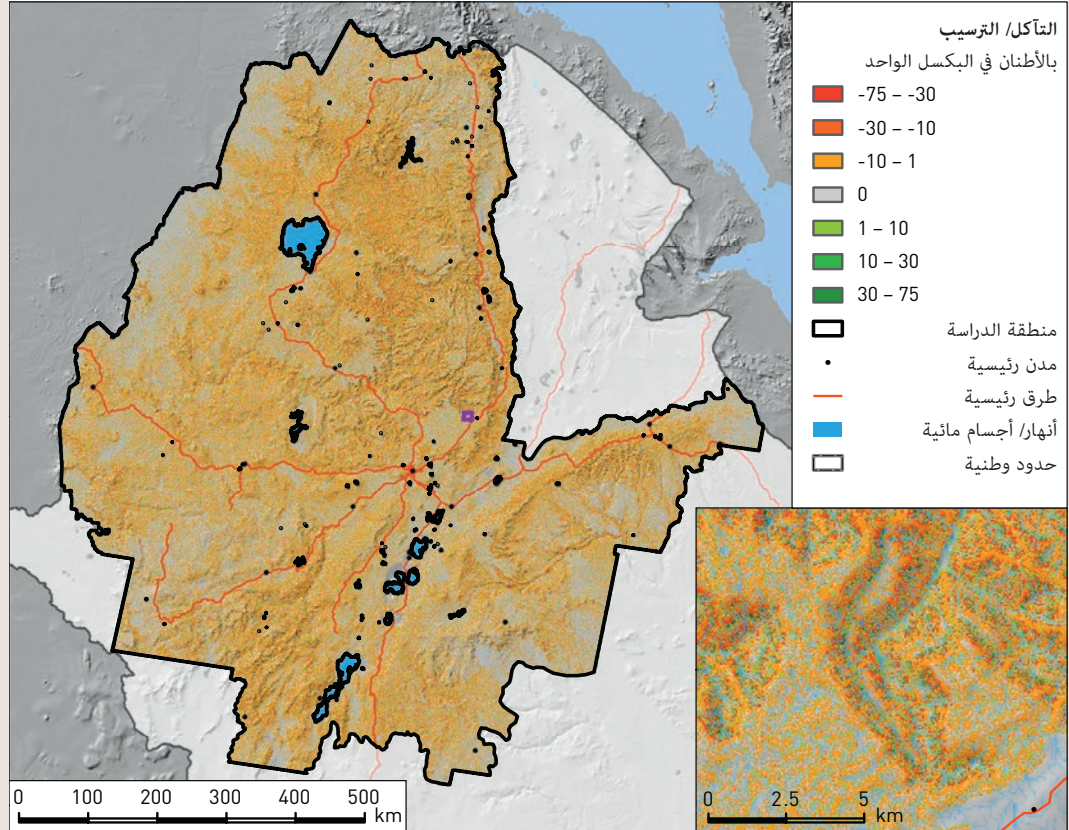 التآكل/ الترسيب
بالأطنان في البكسل الواحد
-75 – -30
-30 – -10
-10 – 1
0
1 – 10
10 – 30
30 – 75
منطقة الدراسة
مدن رئيسية
طرق رئيسية
أنهار/ أجسام مائية
حدود وطنية
0 100 200 300 400 500 km
0 2.5 5 km